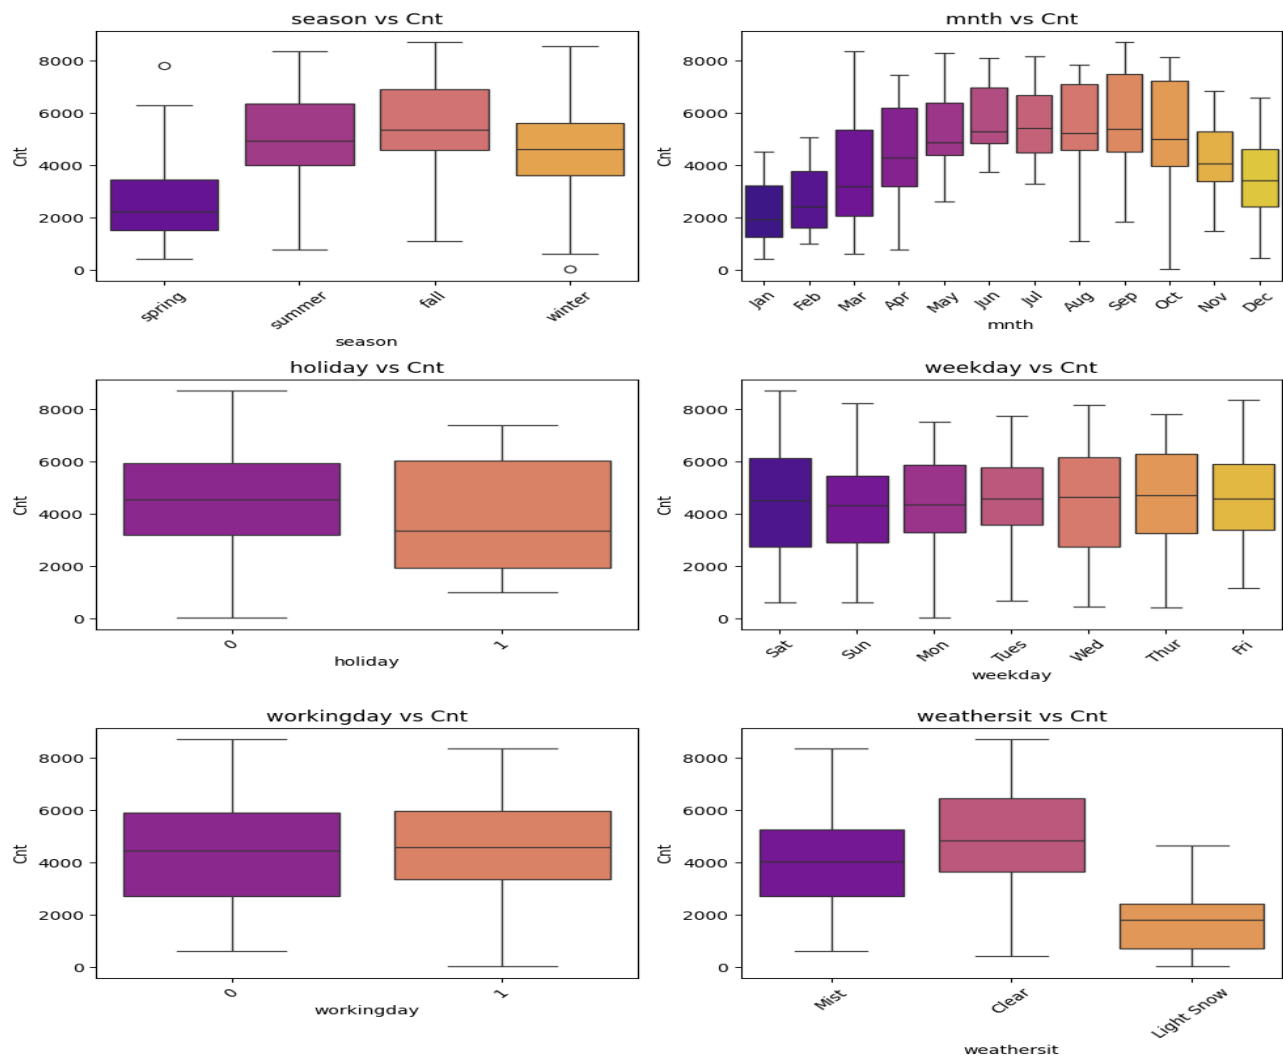 season vs Cnt
8000
6000
4000
2000
0
Cnt
spring
summer
fall
winter
season
mnth vs Cnt
8000
6000
4000
2000
0
Cnt
Jan
Feb
Mar
Apr
May
Jun
Jul
Aug
Sep
Oct
Nov
Dec
mnth
holiday vs Cnt
8000
6000
4000
2000
0
Cnt
0
1
holiday
weekday vs Cnt
8000
6000
4000
2000
0
Cnt
Sat
Sun
Mon
Tues
Wed
Thur
Fri
weekday
workingday vs Cnt
8000
6000
4000
2000
0
Cnt
0
1
workingday
weathersit vs Cnt
8000
6000
4000
2000
0
Cnt
Mist
Clear
Light Snow
weathersit